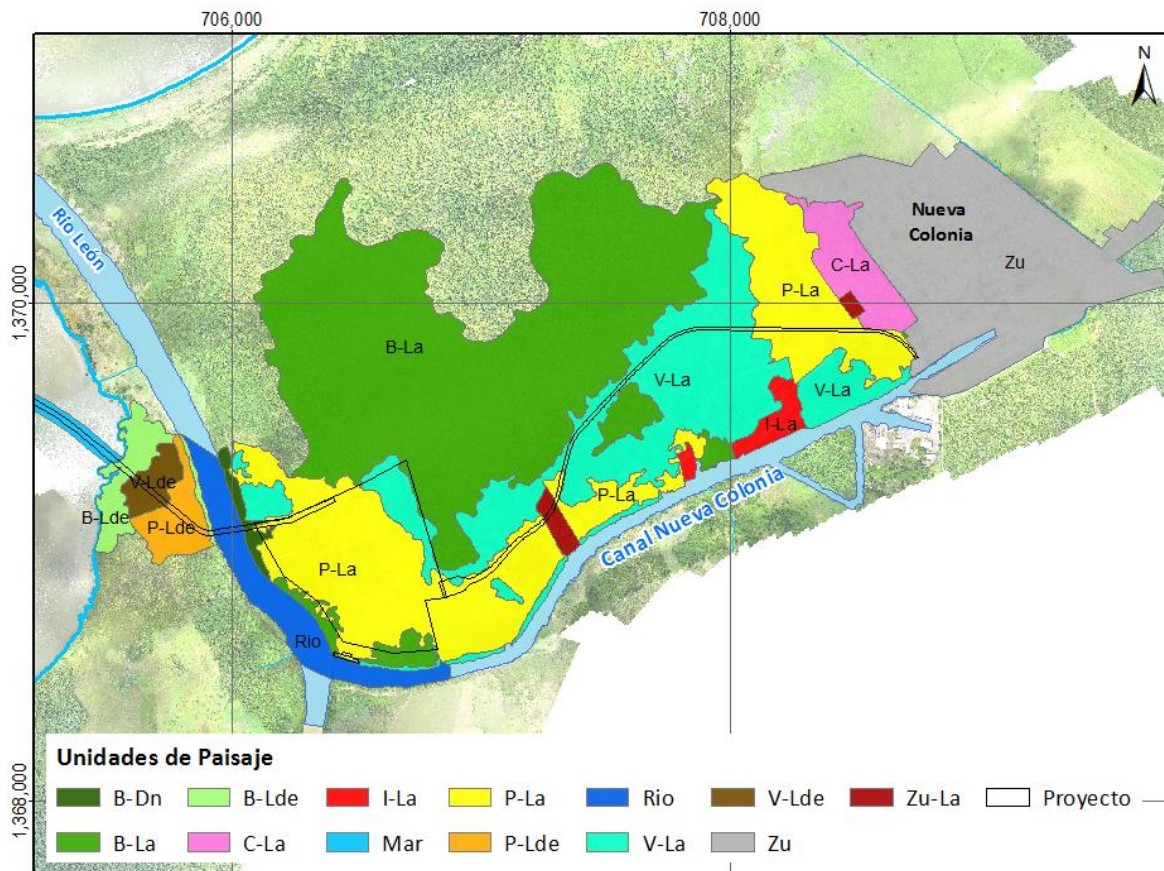 706,000
708,000
N
1,370,000
1,368,000
Río León
Nueva
Colonia
Zu
C-La
P-La
B-La
V-La
V-La
I-La
P-La
Canal Nueva Colonia
V-Lde
B-Lde
P-Lde
P-La
Rio
Unidades de Paisaje
B-Dn B-Lde I-La P-La Rio V-Lde Zu-La Proyecto
B-La C-La Mar P-Lde V-La Zu